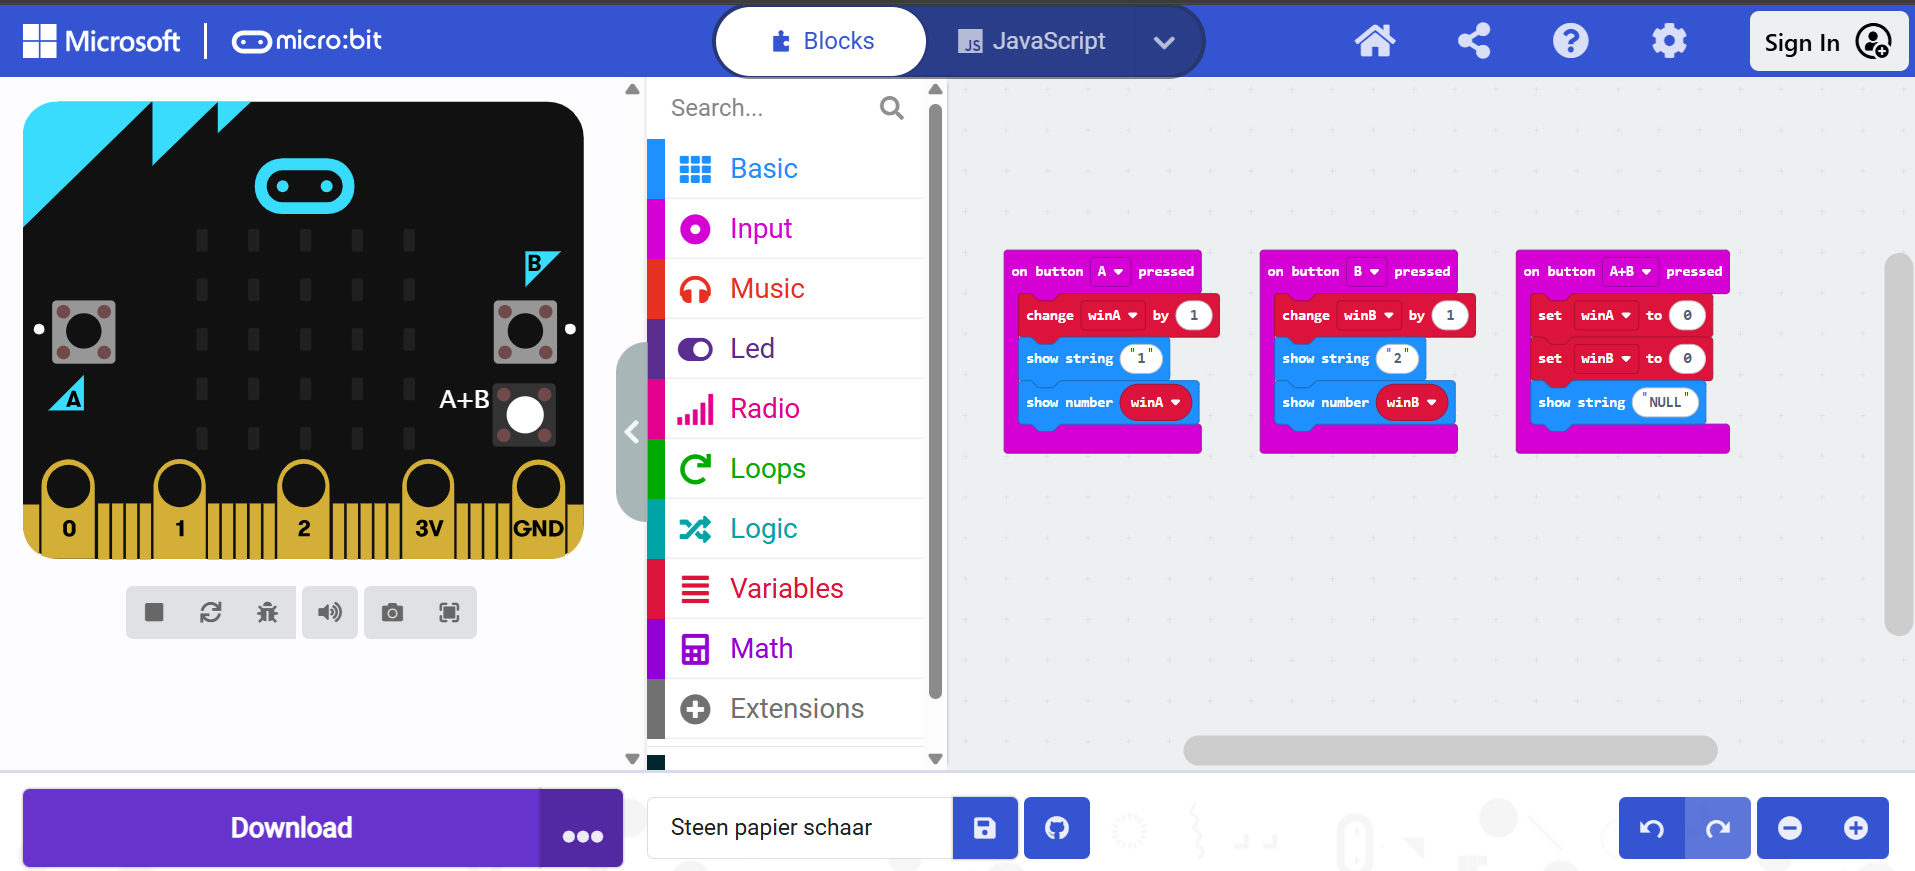 Microsoft micro:bit Blocks JS JavaScript Sign In
Search...
Basic
Input
Music
Led
Radio
Loops
Logic
Variables
Math
Extensions
B
A
A+B
0 1 2 3V GND
on button A pressed
change winA by 1
show string "1"
show number winA
on button B pressed
change winB by 1
show string "2"
show number winB
on button A+B pressed
set winA to 0
set winB to 0
show string "NULL"
Download
Steen papier schaar